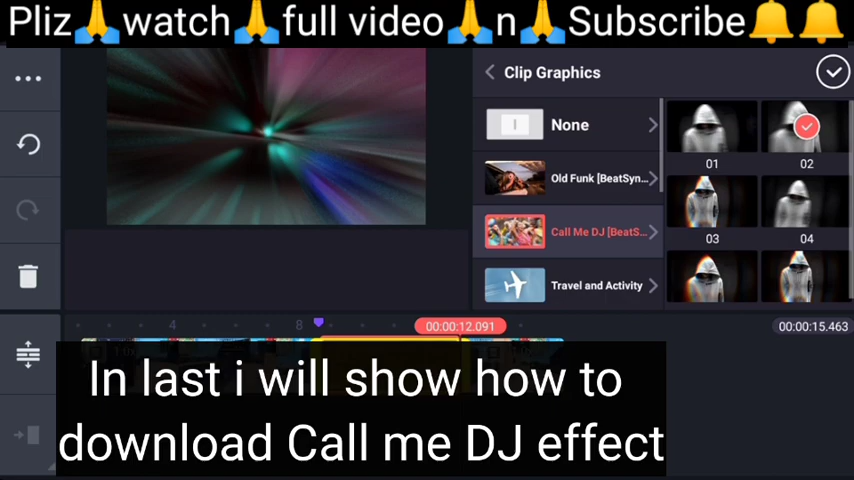 Pliz🙏watch🙏full video🙏n🙏Subscribe🔔🔔
Clip Graphics
None
Old Funk [BeatSyn...
Call Me DJ [BeatS...
Travel and Activity
01
02
03
04
4
8
00:00:12.091
00:00:15.463
In last i will show how to
download Call me DJ effect